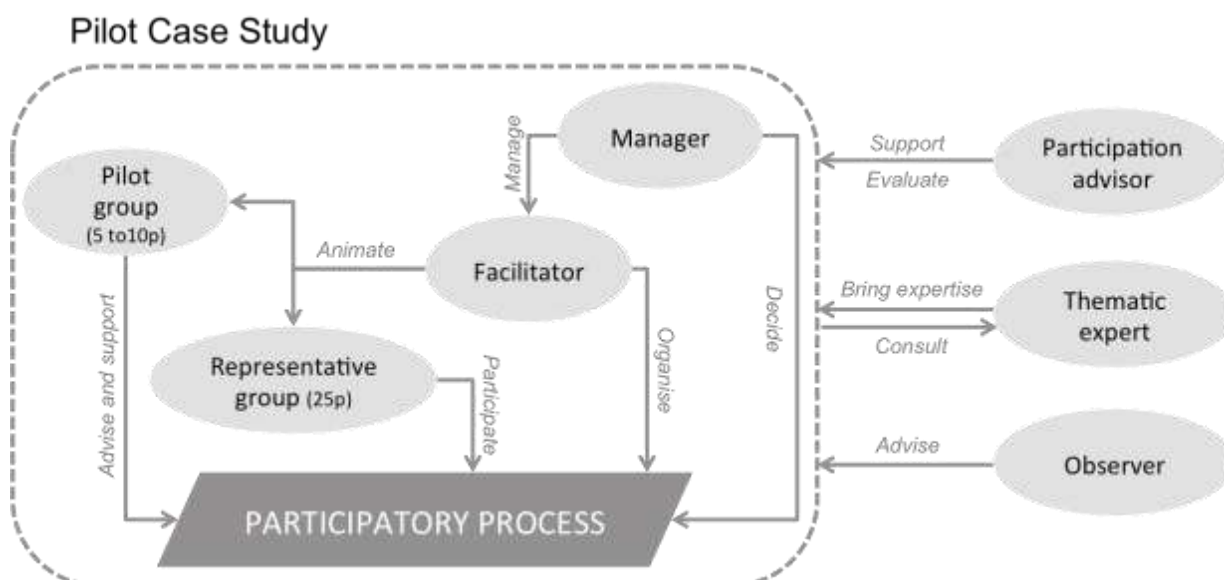 Pilot Case Study
Manager
Manage
Pilot
group
(5 to10p)
Animate
Facilitator
Advise and support
Representative
group (25p)
Participate
Organise
Decide
PARTICIPATORY PROCESS
Support
Evaluate
Participation
advisor
Bring expertise
Consult
Thematic
expert
Advise
Observer